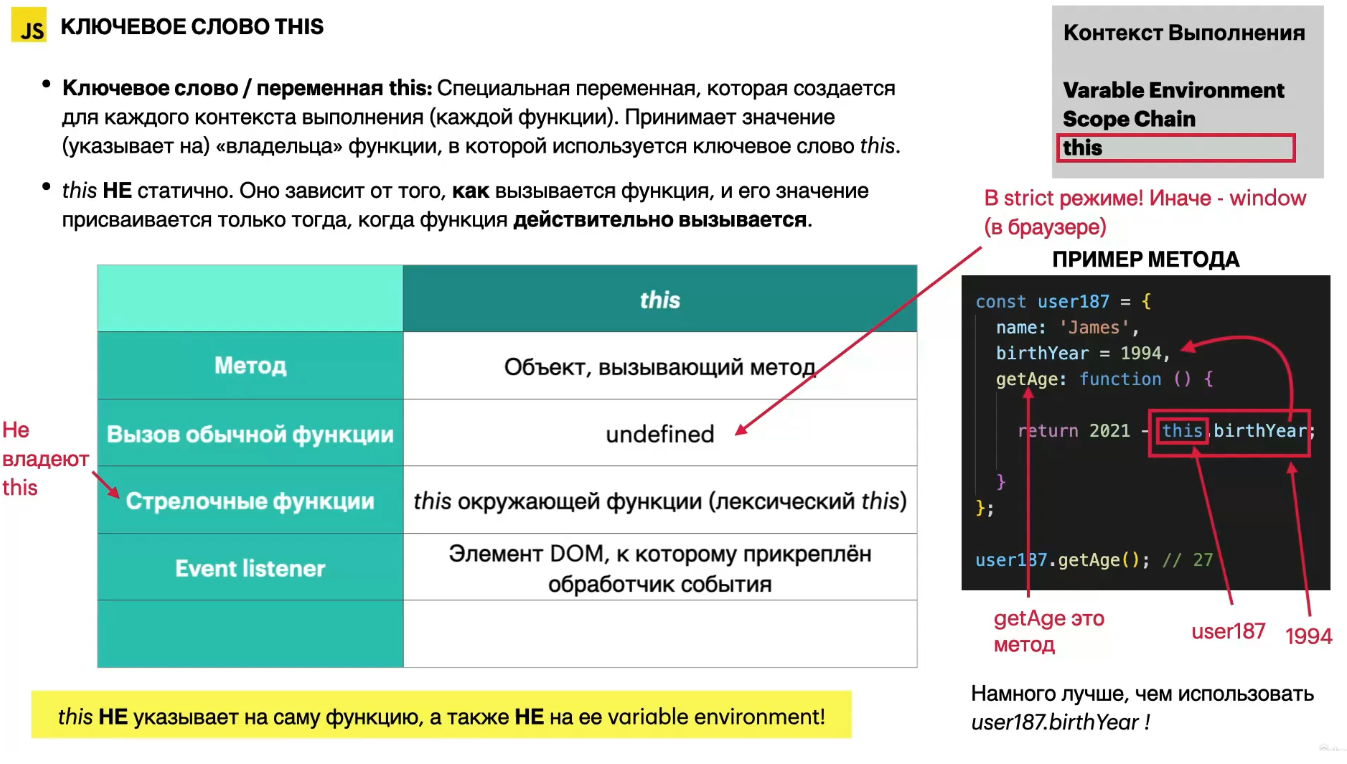 JS
КЛЮЧЕВОЕ СЛОВО THIS
• Ключевое слово / переменная this: Специальная переменная, которая создается
для каждого контекста выполнения (каждой функции). Принимает значение
(указывает на) «владельца» функции, в которой используется ключевое слово this.
• this НЕ статично. Оно зависит от того, как вызывается функция, и его значение
присваивается только тогда, когда функция действительно вызывается.
Контекст Выполнения
Varable Environment
Scope Chain
this
В strict режиме! Иначе - window
(в браузере)
this
Метод
Объект, вызывающий метод
Вызов обычной функции
undefined
Стрелочные функции
this окружающей функции (лексический this)
Event listener
Элемент DOM, к которому прикреплён
обработчик события
Не
владеют
this
ПРИМЕР МЕТОДА
const user187 = {
name: 'James',
birthYear = 1994,
getAge: function () {
return 2021 - this.birthYear;
}
};
user187.getAge(); // 27
getAge это
метод
user187
1994
Намного лучше, чем использовать
user187.birthYear !
this НЕ указывает на саму функцию, а также НЕ на ее variable environment!